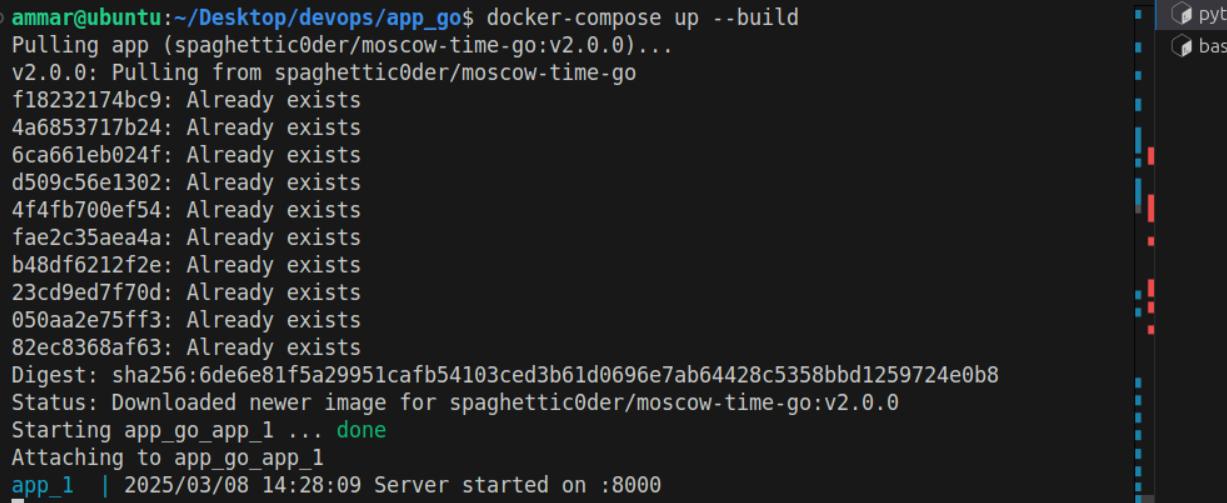 ammar@ubuntu:~/Desktop/devops/app_go$ docker-compose up --build
Pulling app (spaghettic0der/moscow-time-go:v2.0.0)...
v2.0.0: Pulling from spaghettic0der/moscow-time-go
f18232174bc9: Already exists
4a6853717b24: Already exists
6ca661eb024f: Already exists
d509c56e1302: Already exists
4f4fb700ef54: Already exists
fae2c35aea4a: Already exists
b48df6212f2e: Already exists
23cd9ed7f70d: Already exists
050aa2e75ff3: Already exists
82ec8368af63: Already exists
Digest: sha256:6de6e81f5a29951cafb54103ced3b61d0696e7ab64428c5358bbd1259724e0b8
Status: Downloaded newer image for spaghettic0der/moscow-time-go:v2.0.0
Starting app_go_app_1 ... done
Attaching to app_go_app_1
app_1  | 2025/03/08 14:28:09 Server started on :8000
pyt
bas